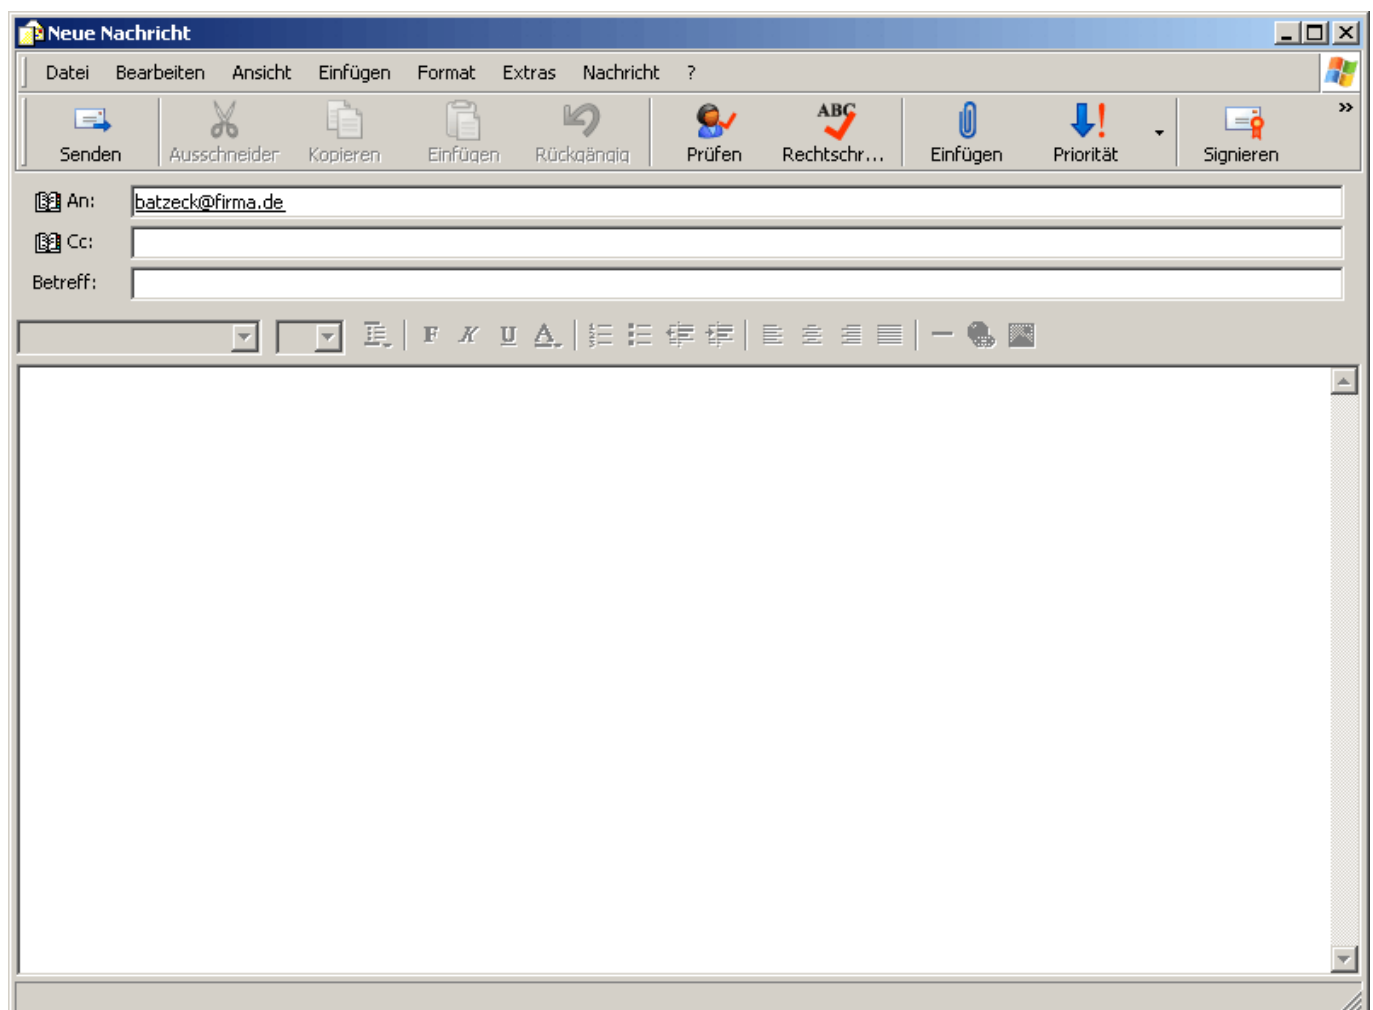 Neue Nachricht
Datei Bearbeiten Ansicht Einfügen Format Extras Nachricht ?
ABC
Senden Ausschneider Kopieren Einfügen Rückgängig Prüfen Rechtschr... Einfügen Priorität Signieren
An: batzeck@firma.de
Cc:
Betreff:
F K U A